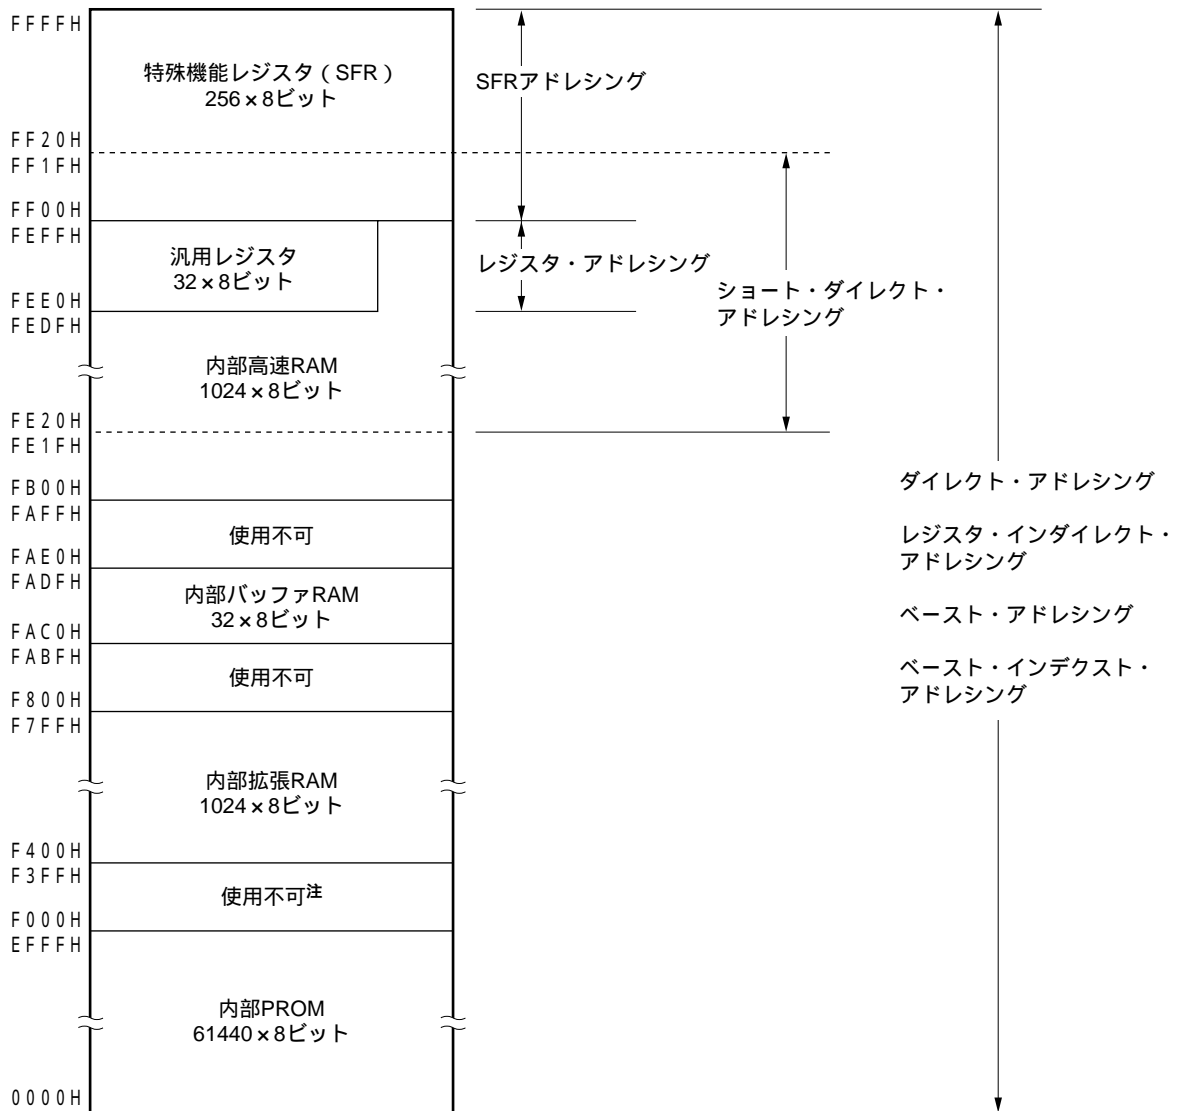 FFFFH
特殊機能レジスタ（SFR）
256×8ビット
SFRアドレシング
FF20H
FF1FH
FF00H
FEFFH
汎用レジスタ
32×8ビット
レジスタ・アドレシング
ショート・ダイレクト・
アドレシング
FEE0H
FEDFH
内部高速RAM
1024×8ビット
FE20H
FE1FH
FB00H
FAFFH
使用不可
FAE0H
FADFH
内部バッファRAM
32×8ビット
FAC0H
FABFH
使用不可
F800H
F7FFH
内部拡張RAM
1024×8ビット
F400H
F3FFH
使用不可注
F000H
EFFFH
内部PROM
61440×8ビット
0000H
ダイレクト・アドレシング
レジスタ・インダイレクト・
アドレシング
ベースト・アドレシング
ベースト・インデクスト・
アドレシング